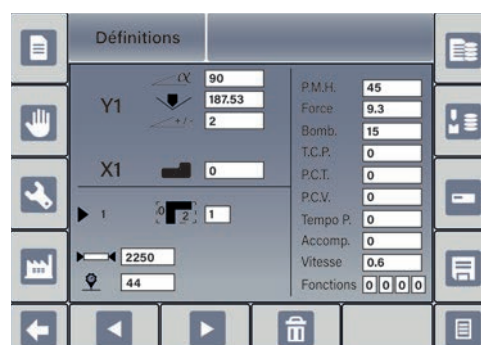 Définitions
α 90
Y1 187.53
+/- 2
X1 0
1 0 2 1
2250
44
P.M.H. 45
Force 9.3
Bomb. 15
T.C.P. 0
P.C.T. 0
P.C.V. 0
Tempo P. 0
Accomp. 0
Vitesse 0.6
Fonctions 0 0 0 0